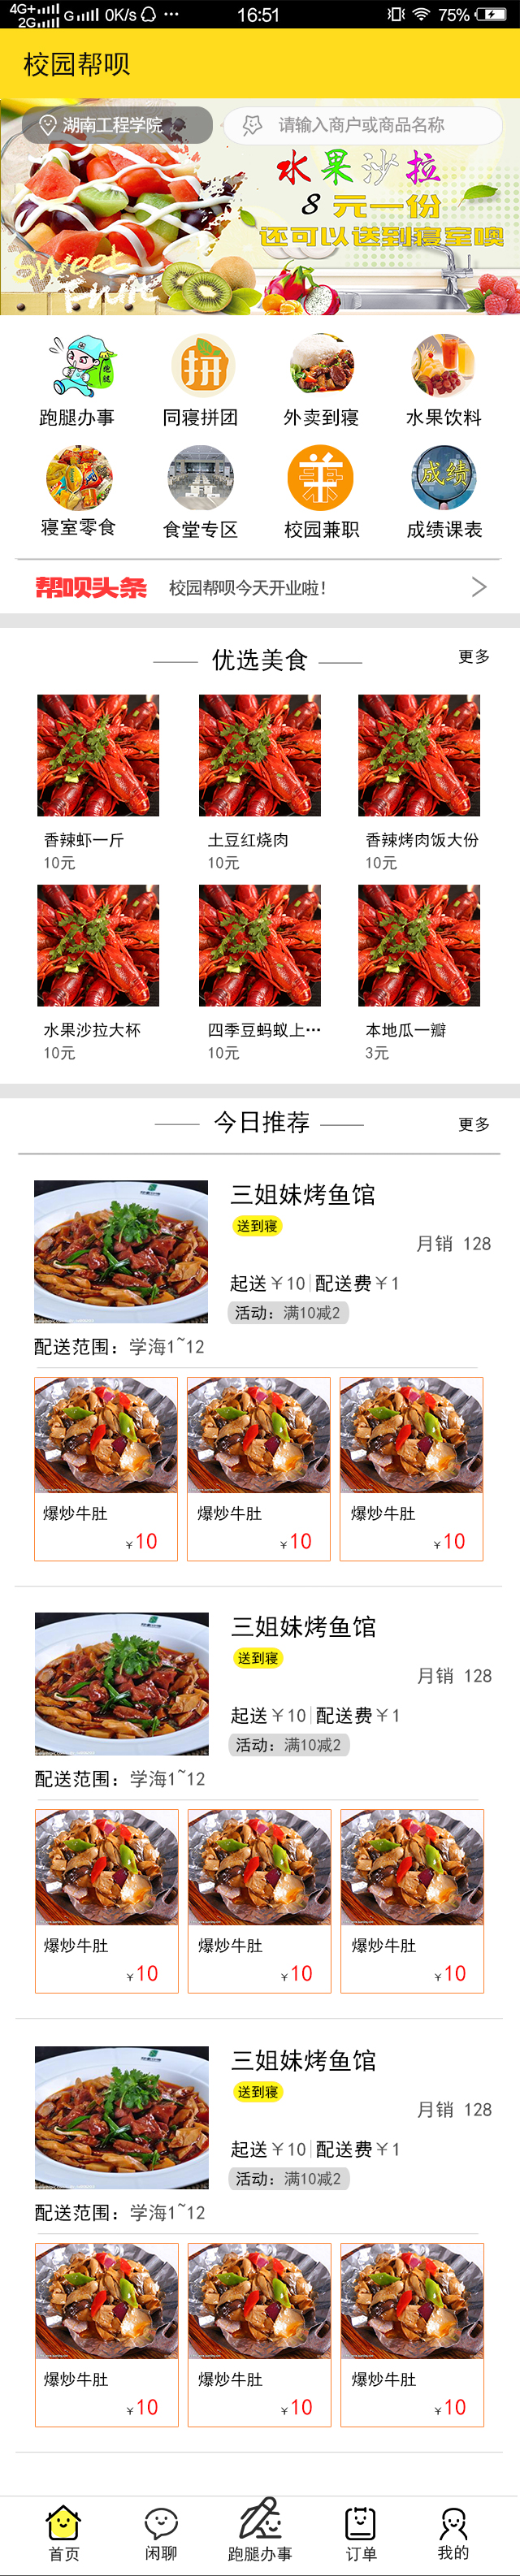 4G+ 2G G 0K/s ··· 16:51 75%
校园帮呗
湖南工程学院 请输入商户或商品名称
水果沙拉
8元一份
还可以送到寝室噢
Sweet
Fruit
跑腿 拼
跑腿办事 同寝拼团 外卖到寝 水果饮料
羊 成绩
寝室零食 食堂专区 校园兼职 成绩课表
帮呗头条 校园帮呗今天开业啦! >
优选美食 更多
香辣虾一斤 土豆红烧肉 香辣烤肉饭大份
10元 10元 10元
水果沙拉大杯 四季豆蚂蚁上··· 本地瓜一瓣
10元 10元 3元
今日推荐 更多
三姐妹烤鱼馆
送到寝
月销 128
起送￥10|配送费￥1
活动：满10减2
配送范围：学海1~12
爆炒牛肚 爆炒牛肚 爆炒牛肚
￥10 ￥10 ￥10
三姐妹烤鱼馆
送到寝
月销 128
起送￥10|配送费￥1
活动：满10减2
配送范围：学海1~12
爆炒牛肚 爆炒牛肚 爆炒牛肚
￥10 ￥10 ￥10
三姐妹烤鱼馆
送到寝
月销 128
起送￥10|配送费￥1
活动：满10减2
配送范围：学海1~12
爆炒牛肚 爆炒牛肚 爆炒牛肚
￥10 ￥10 ￥10
首页 闲聊 跑腿办事 订单 我的